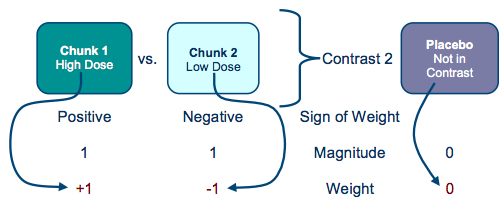 Chunk 1
High Dose
vs.
Chunk 2
Low Dose
Contrast 2
Placebo
Not in
Contrast
Positive Negative Sign of Weight
1 1 Magnitude 0
+1 -1 Weight 0